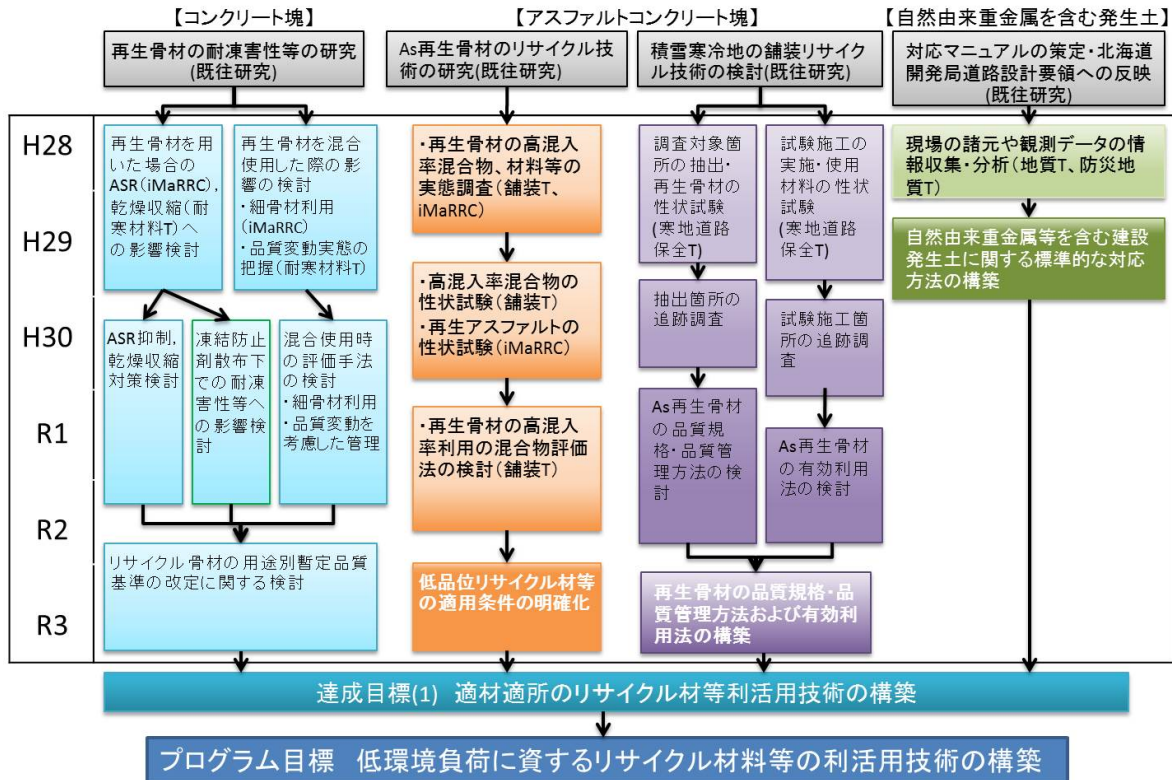 【コンクリート塊】
【アスファルトコンクリート塊】
【自然由来重金属を含む発生土】
再生骨材の耐凍害性等の研究
(既往研究)
As再生骨材のリサイクル技
術の研究(既往研究)
積雪寒冷地の舗装リサイク
ル技術の検討(既往研究)
対応マニュアルの策定・北海道
開発局道路設計要領への反映
(既往研究)
H28
H29
H30
R1
R2
R3
再生骨材を用
いた場合の
ASR(iMaRRC),
乾燥収縮(耐
寒材料T)へ
の影響検討
再生骨材を混合
使用した際の影
響の検討
・細骨材利用
(iMaRRC)
・品質変動実態の
把握(耐寒材料T)
ASR抑制,
乾燥収縮
対策検討
凍結防止
剤散布下
での耐凍
害性等へ
の影響検
討
混合使用時の
評価手法の検
討
・細骨材利用
・品質変動を
考慮した管理
リサイクル骨材の用途別暫定品質
基準の改定に関する検討
・再生骨材の高混入
率混合物、材料等の
実態調査(舗装T、
iMaRRC)
・高混入率混合物の
性状試験(舗装T)
・再生アスファルトの
性状試験(iMaRRC)
・再生骨材の高混入
率利用の混合物評価
法の検討(舗装T)
低品位リサイクル材等
の適用条件の明確化
調査対象箇
所の抽出・
再生骨材の
性状試験
(寒地道路
保全T)
抽出箇所の
追跡調査
As再生骨材
の品質規
格・品質管
理方法の検
討
試験施工の
実施・使用
材料の性状
試験
(寒地道路
保全T)
試験施工箇
所の追跡調
査
As再生骨材
の有効利用
法の検討
再生骨材の品質規格・品
質管理方法および有効利
用法の構築
現場の諸元や観測データの情
報収集・分析(地質T、防災地
質T)
自然由来重金属等を含む建設
発生土に関する標準的な対応
方法の構築
達成目標(1) 適材適所のリサイクル材等利活用技術の構築
プログラム目標 低環境負荷に資するリサイクル材料等の利活用技術の構築